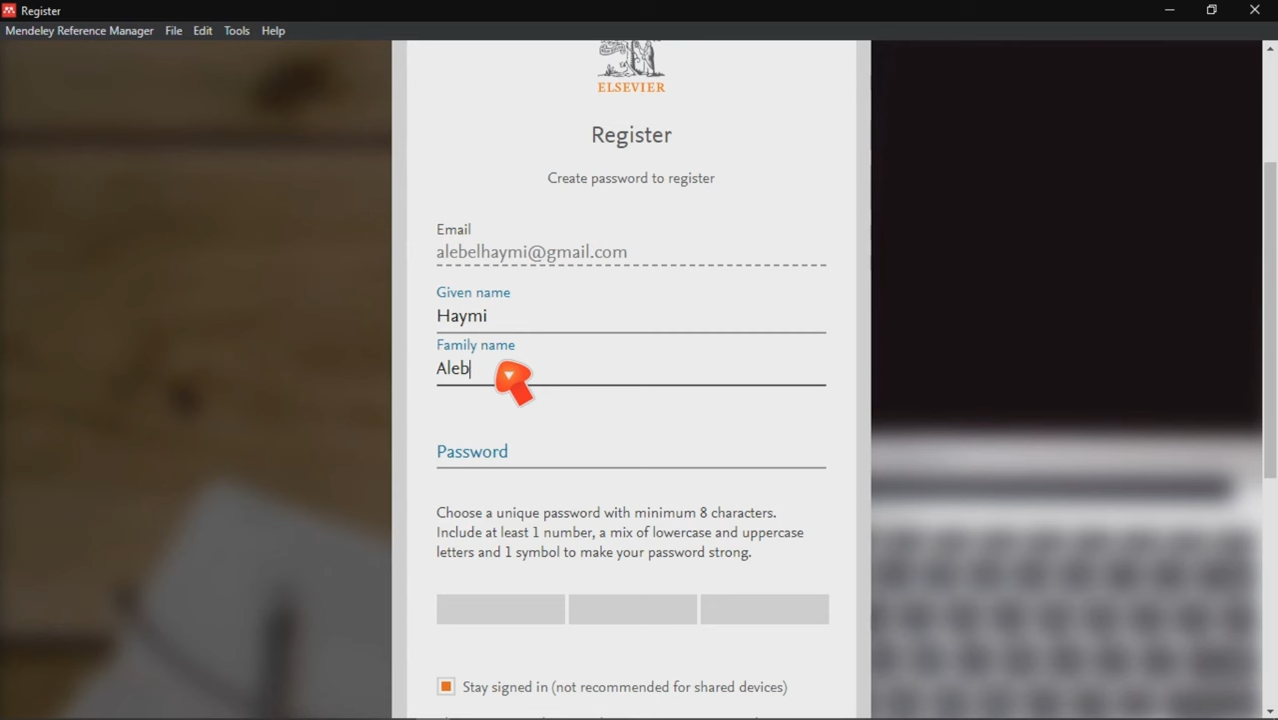 Register
Mendeley Reference Manager File Edit Tools Help
ELSEVIER
Register
Create password to register
Email
alebelhaymi@gmail.com
Given name
Haymi
Family name
Aleb
Password
Choose a unique password with minimum 8 characters.
Include at least 1 number, a mix of lowercase and uppercase
letters and 1 symbol to make your password strong.
Stay signed in (not recommended for shared devices)